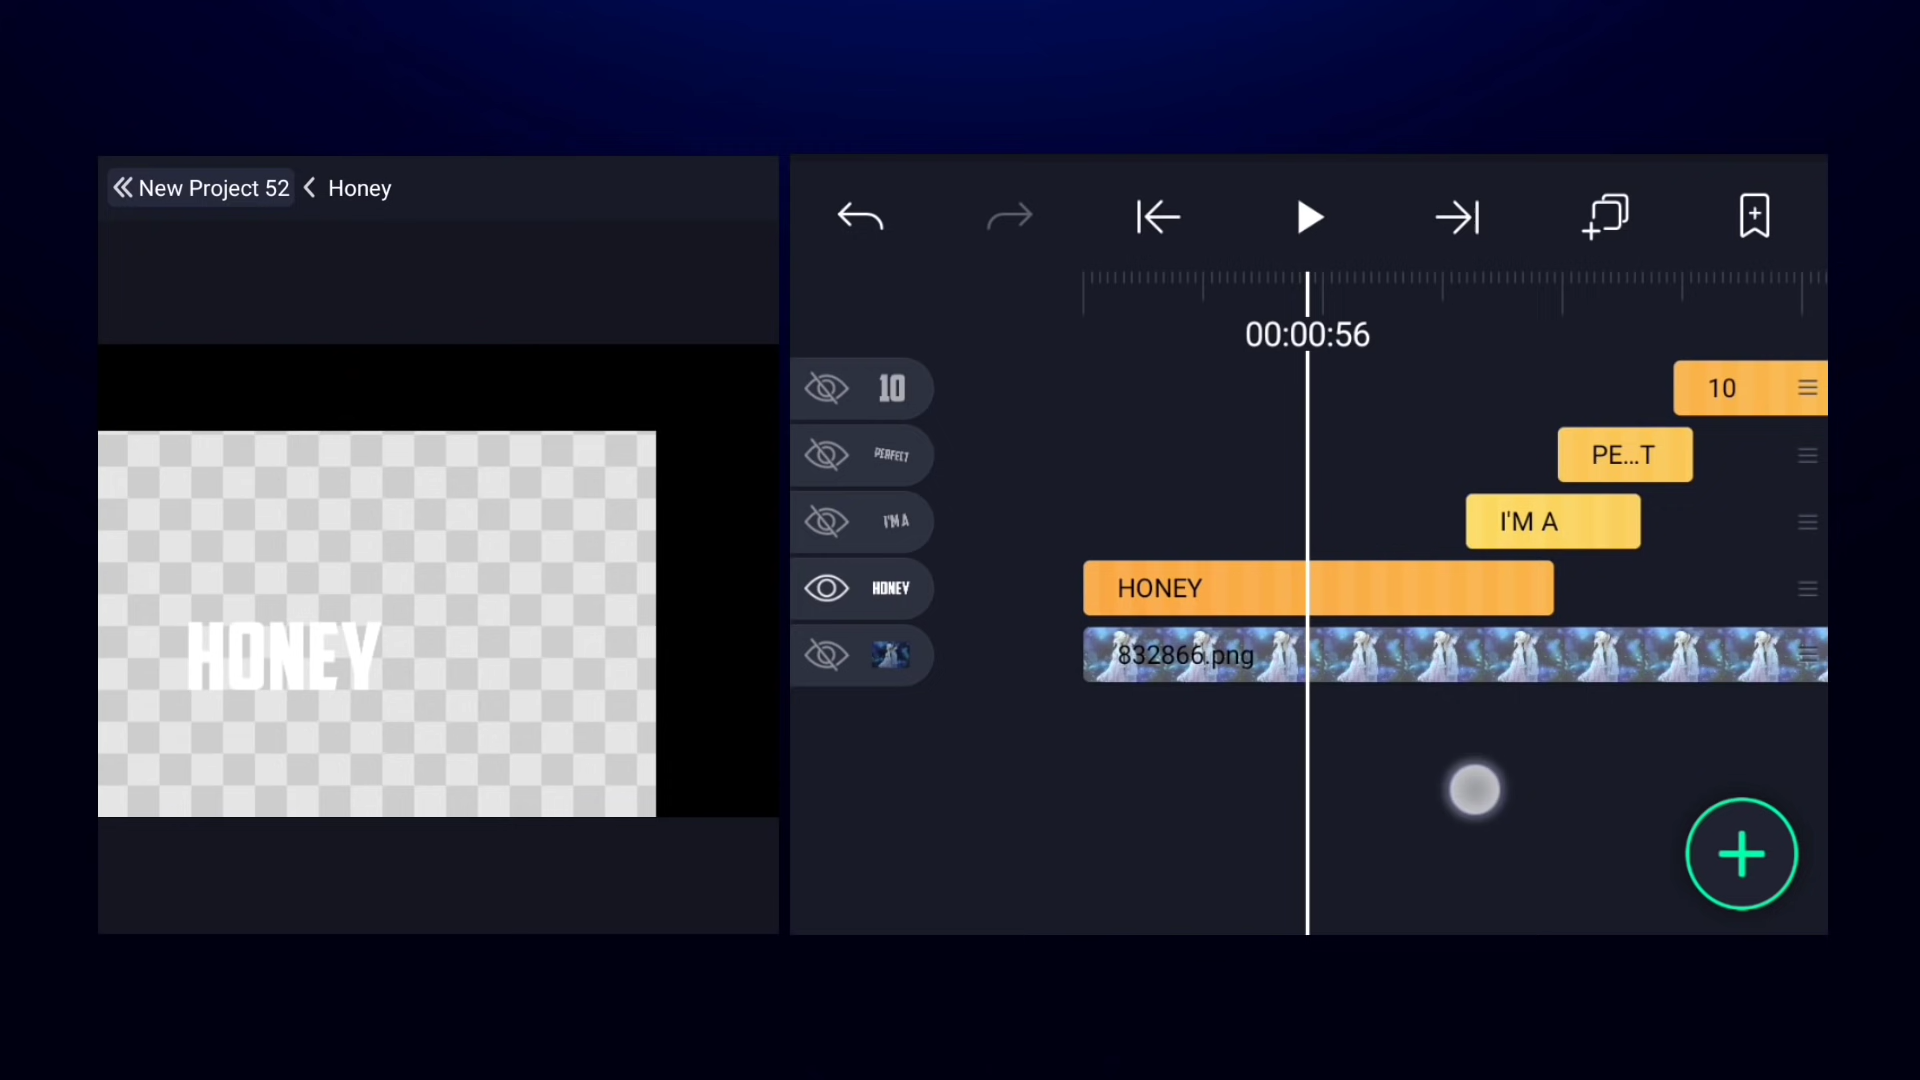 New Project 52 Honey
HONEY
00:00:56
10
10
PERFECT
PE...T
I'M A
I'M A
HONEY
HONEY
832866.png